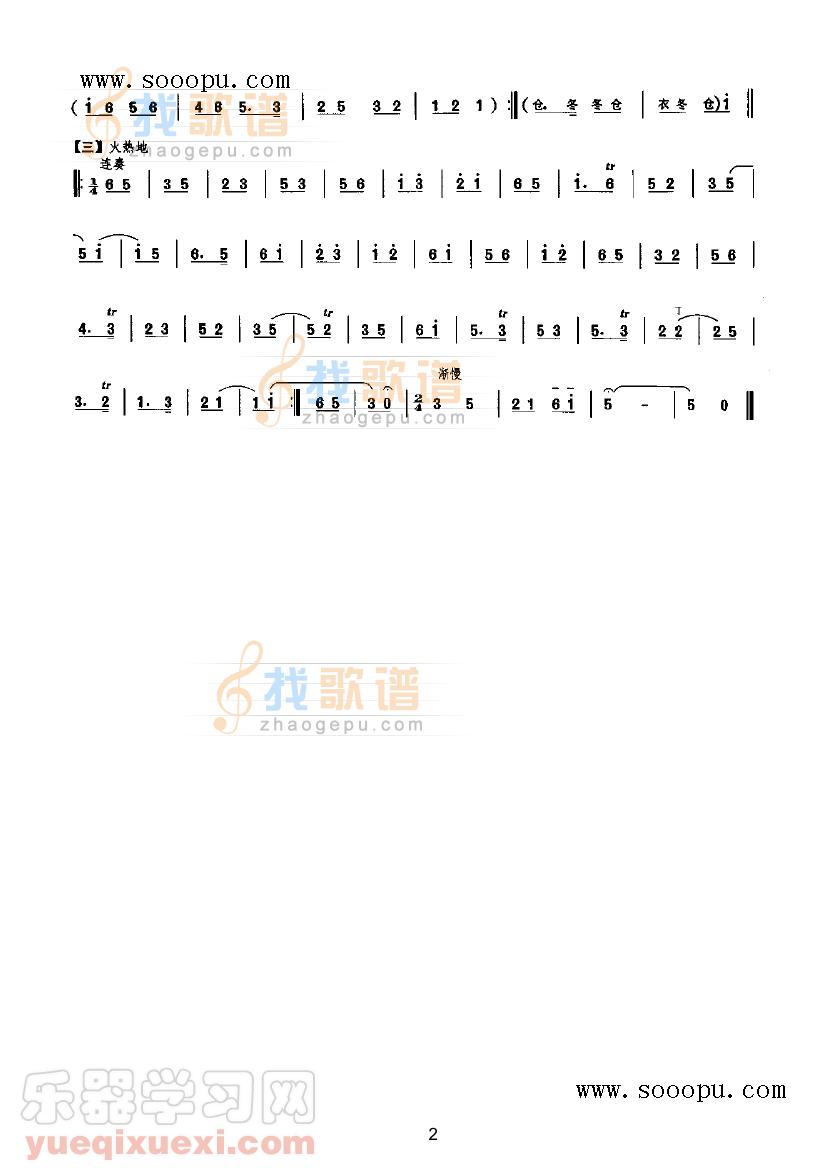 www.sooopu.com
( i 6 5 6 | 4 6 5. 3 | 2 5 3 2 | 1 2 1 ) :‖ ( 仓. 冬 冬 仓 | 衣 冬 仓 ) i ‖
【三】火热地
连奏
tr
‖: 1/4 6 5 | 3 5 | 2 3 | 5 3 | 5 6 | i 3̇ | 2̇ i | 6 5 | i. 6 | 5 2 | 3 5 |
5 i | i 5 | 6. 5 | 6 i | 2̇ 3̇ | i 2̇ | 6 i | 5 6 | i 2̇ | 6 5 | 3 2 | 5 6 |
tr tr tr tr
4. 3 | 2 3 | 5 2 | 3 5 | 5 2 | 3 5 | 6 i | 5. 3 | 5 3 | 5. 3 | 2 2 | 2 5 |
tr 渐慢
3. 2 | 1. 3 | 2 1 | 1 i :‖ 6 5 | 3 0 | 2/4 3 5 | 2 1 6 i | 5 - | 5 0 ‖
找歌谱
zhaogepu.com
找歌谱
zhaogepu.com
找歌谱
zhaogepu.com
乐器学习网
yueqixuexi.com
www.sooopu.com
2